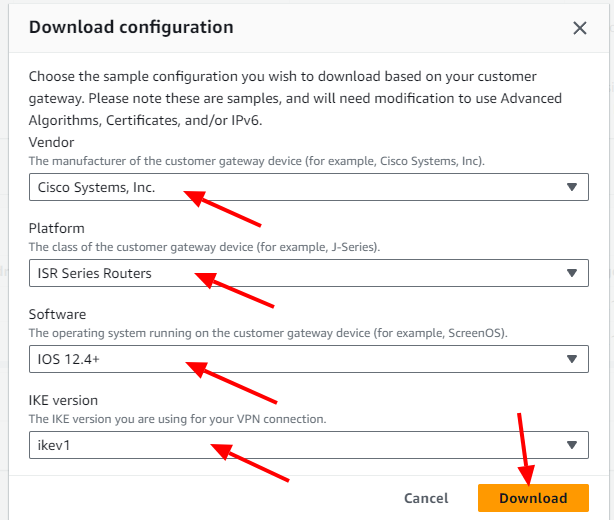 Download configuration
Choose the sample configuration you wish to download based on your customer
gateway. Please note these are samples, and will need modification to use Advanced
Algorithms, Certificates, and/or IPv6.
Vendor
The manufacturer of the customer gateway device (for example, Cisco Systems, Inc).
Cisco Systems, Inc.
Platform
The class of the customer gateway device (for example, J-Series).
ISR Series Routers
Software
The operating system running on the customer gateway device (for example, ScreenOS).
IOS 12.4+
IKE version
The IKE version you are using for your VPN connection.
ikev1
Cancel
Download